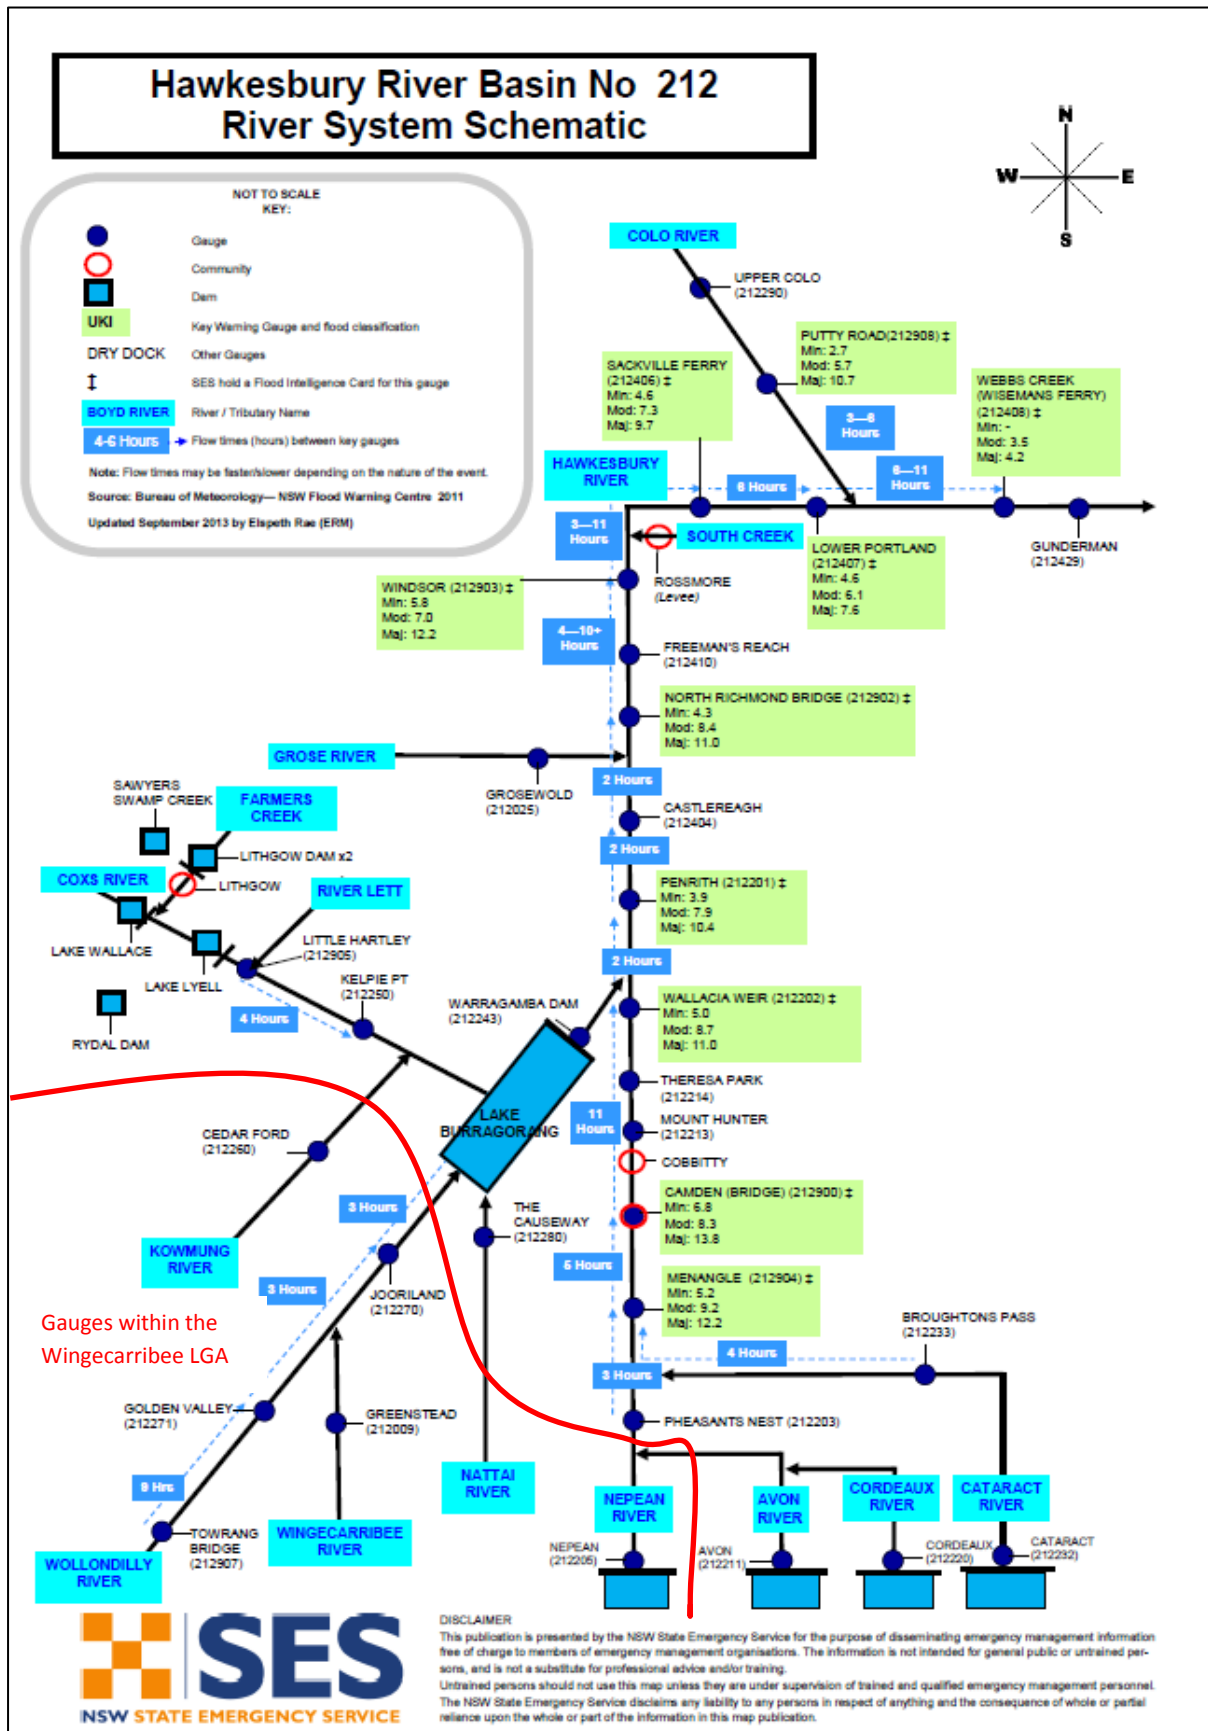 Hawkesbury River Basin No 212
River System Schematic
N
W
E
S
NOT TO SCALE
KEY:
Gauge
Community
Dam
UKI
Key Warning Gauge and flood classification
DRY DOCK
Other Gauges
‡
SES hold a Flood Intelligence Card for this gauge
BOYD RIVER
River / Tributary Name
4-6 Hours
Flow times (hours) between key gauges
Note: Flow times may be faster/slower depending on the nature of the event.
Source: Bureau of Meteorology— NSW Flood Warning Centre 2011
Updated September 2013 by Elspeth Rae (ERM)
COLO RIVER
UPPER COLO
(212290)
PUTTY ROAD(212908) ‡
Min: 2.7
Mod: 5.7
Maj: 10.7
SACKVILLE FERRY
(212406) ‡
Min: 4.6
Mod: 7.3
Maj: 9.7
WEBBS CREEK
(WISEMANS FERRY)
(212408) ‡
Min: -
Mod: 3.5
Maj: 4.2
3—6
Hours
HAWKESBURY
RIVER
6 Hours
6—11
Hours
3—11
Hours
SOUTH CREEK
ROSSMORE
(Levee)
LOWER PORTLAND
(212407) ‡
Min: 4.6
Mod: 6.1
Maj: 7.6
GUNDERMAN
(212429)
WINDSOR (212903) ‡
Min: 5.8
Mod: 7.0
Maj: 12.2
4—10+
Hours
FREEMAN'S REACH
(212410)
NORTH RICHMOND BRIDGE (212902) ‡
Min: 4.3
Mod: 8.4
Maj: 11.0
GROSE RIVER
GROSEWOLD
(212025)
2 Hours
CASTLEREAGH
(212404)
2 Hours
SAWYERS
SWAMP CREEK
FARMERS
CREEK
LITHGOW DAM x2
COXS RIVER
LITHGOW
RIVER LETT
PENRITH (212201) ‡
Min: 3.9
Mod: 7.9
Maj: 10.4
LAKE WALLACE
LITTLE HARTLEY
(212905)
2 Hours
LAKE LYELL
KELPIE PT
(212250)
4 Hours
RYDAL DAM
WARRAGAMBA DAM
(212243)
WALLACIA WEIR (212202) ‡
Min: 5.0
Mod: 8.7
Maj: 11.0
THERESA PARK
(212214)
LAKE
BURRAGORANG
11
Hours
MOUNT HUNTER
(212213)
CEDAR FORD
(212260)
COBBITTY
CAMDEN (BRIDGE) (212900) ‡
Min: 6.8
Mod: 8.3
Maj: 13.8
3 Hours
THE
CAUSEWAY
(212280)
KOWMUNG
RIVER
5 Hours
3 Hours
JOORILAND
(212270)
MENANGLE (212904) ‡
Min: 5.2
Mod: 9.2
Maj: 12.2
Gauges within the
Wingecarribee LGA
BROUGHTONS PASS
(212233)
4 Hours
3 Hours
GOLDEN VALLEY
(212271)
GREENSTEAD
(212009)
PHEASANTS NEST (212203)
9 Hrs
NATTAI
RIVER
NEPEAN
RIVER
AVON
RIVER
CORDEAUX
RIVER
CATARACT
RIVER
TOWRANG
BRIDGE
(212907)
WINGECARRIBEE
RIVER
WOLLONDILLY
RIVER
NEPEAN
(212205)
AVON
(212211)
CORDEAUX
(212220)
CATARACT
(212232)
SES
NSW STATE EMERGENCY SERVICE
DISCLAIMER
This publication is presented by the NSW State Emergency Service for the purpose of disseminating emergency management information
free of charge to members of emergency management organisations. The information is not intended for general public or untrained per-
sons, and is not a substitute for professional advice and/or training.
Untrained persons should not use this map unless they are under supervision of trained and qualified emergency management personnel.
The NSW State Emergency Service disclaims any liability to any persons in respect of anything and the consequence of whole or partial
reliance upon the whole or part of the information in this map publication.